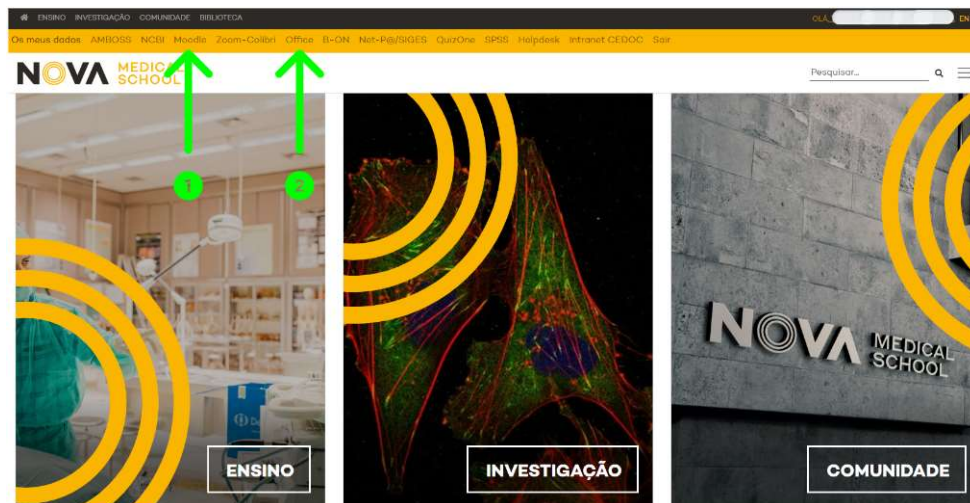 ENSINO INVESTIGAÇÃO COMUNIDADE BIBLIOTECA OLÁ, EN
Os meus dados AMBOSS NCBI Moodle Zoom-Colibri Office B-ON Net-P@/SIGES QuizOne SPSS Helpdesk Intranet CEDOC Sair
NOVA MEDICAL SCHOOL
Pesquisar...
1
2
NOVA MEDICAL
SCHOOL
ENSINO
INVESTIGAÇÃO
COMUNIDADE